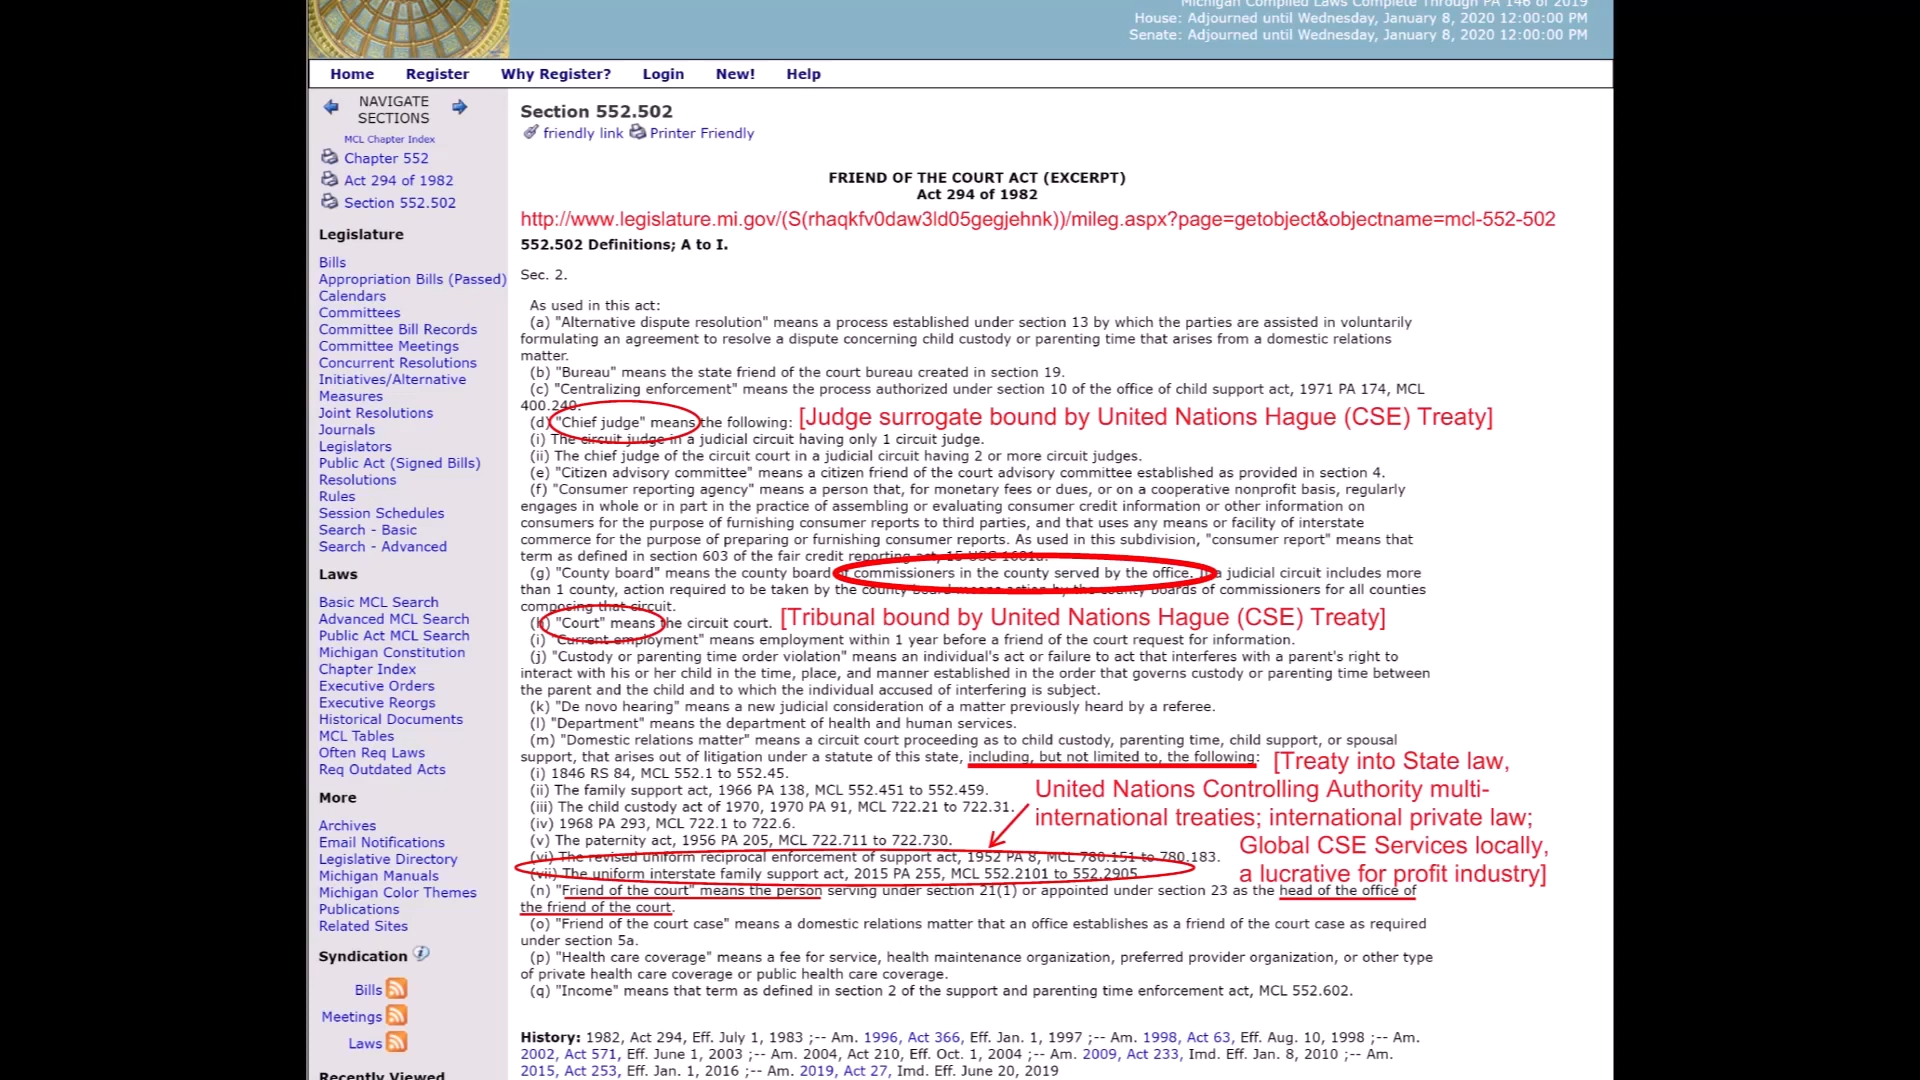 Michigan Compiled Laws Complete Through PA 146 of 2019
House: Adjourned until Wednesday, January 8, 2020 12:00:00 PM
Senate: Adjourned until Wednesday, January 8, 2020 12:00:00 PM
Home Register Why Register? Login New! Help
NAVIGATE
SECTIONS
MCL Chapter Index
Chapter 552
Act 294 of 1982
Section 552.502
Legislature
Bills
Appropriation Bills (Passed)
Calendars
Committees
Committee Bill Records
Committee Meetings
Concurrent Resolutions
Initiatives/Alternative
Measures
Joint Resolutions
Journals
Legislators
Public Act (Signed Bills)
Resolutions
Rules
Session Schedules
Search - Basic
Search - Advanced
Laws
Basic MCL Search
Advanced MCL Search
Public Act MCL Search
Michigan Constitution
Chapter Index
Executive Orders
Executive Reorgs
Historical Documents
MCL Tables
Often Req Laws
Req Outdated Acts
More
Archives
Email Notifications
Legislative Directory
Michigan Manuals
Michigan Color Themes
Publications
Related Sites
Syndication
Bills
Meetings
Laws
Recently Viewed
Section 552.502
friendly link Printer Friendly
FRIEND OF THE COURT ACT (EXCERPT)
Act 294 of 1982
http://www.legislature.mi.gov/(S(rhaqkfv0daw3ld05gegjehnk))/mileg.aspx?page=getobject&objectname=mcl-552-502
552.502 Definitions; A to I.
Sec. 2.
As used in this act:
(a) "Alternative dispute resolution" means a process established under section 13 by which the parties are assisted in voluntarily
formulating an agreement to resolve a dispute concerning child custody or parenting time that arises from a domestic relations
matter.
(b) "Bureau" means the state friend of the court bureau created in section 19.
(c) "Centralizing enforcement" means the process authorized under section 10 of the office of child support act, 1971 PA 174, MCL
400.240.
(d) "Chief judge" means the following: [Judge surrogate bound by United Nations Hague (CSE) Treaty]
(i) The circuit judge in a judicial circuit having only 1 circuit judge.
(ii) The chief judge of the circuit court in a judicial circuit having 2 or more circuit judges.
(e) "Citizen advisory committee" means a citizen friend of the court advisory committee established as provided in section 4.
(f) "Consumer reporting agency" means a person that, for monetary fees or dues, or on a cooperative nonprofit basis, regularly
engages in whole or in part in the practice of assembling or evaluating consumer credit information or other information on
consumers for the purpose of furnishing consumer reports to third parties, and that uses any means or facility of interstate
commerce for the purpose of preparing or furnishing consumer reports. As used in this subdivision, "consumer report" means that
term as defined in section 603 of the fair credit reporting act, 15 USC 1681a.
(g) "County board" means the county board of commissioners in the county served by the office. If a judicial circuit includes more
than 1 county, action required to be taken by the county board means action by the county boards of commissioners for all counties
composing that circuit.
(h) "Court" means the circuit court. [Tribunal bound by United Nations Hague (CSE) Treaty]
(i) "Current employment" means employment within 1 year before a friend of the court request for information.
(j) "Custody or parenting time order violation" means an individual's act or failure to act that interferes with a parent's right to
interact with his or her child in the time, place, and manner established in the order that governs custody or parenting time between
the parent and the child and to which the individual accused of interfering is subject.
(k) "De novo hearing" means a new judicial consideration of a matter previously heard by a referee.
(l) "Department" means the department of health and human services.
(m) "Domestic relations matter" means a circuit court proceeding as to child custody, parenting time, child support, or spousal
support, that arises out of litigation under a statute of this state, including, but not limited to, the following: [Treaty into State law,
(i) 1846 RS 84, MCL 552.1 to 552.45.
(ii) The family support act, 1966 PA 138, MCL 552.451 to 552.459. United Nations Controlling Authority multi-
(iii) The child custody act of 1970, 1970 PA 91, MCL 722.21 to 722.31. international treaties; international private law;
(iv) 1968 PA 293, MCL 722.1 to 722.6.
(v) The paternity act, 1956 PA 205, MCL 722.711 to 722.730. Global CSE Services locally,
(vi) The revised uniform reciprocal enforcement of support act, 1952 PA 8, MCL 780.151 to 780.183.
(vii) The uniform interstate family support act, 2015 PA 255, MCL 552.2101 to 552.2905. a lucrative for profit industry]
(n) "Friend of the court" means the person serving under section 21(1) or appointed under section 23 as the head of the office of
the friend of the court.
(o) "Friend of the court case" means a domestic relations matter that an office establishes as a friend of the court case as required
under section 5a.
(p) "Health care coverage" means a fee for service, health maintenance organization, preferred provider organization, or other type
of private health care coverage or public health care coverage.
(q) "Income" means that term as defined in section 2 of the support and parenting time enforcement act, MCL 552.602.
History: 1982, Act 294, Eff. July 1, 1983 ;-- Am. 1996, Act 366, Eff. Jan. 1, 1997 ;-- Am. 1998, Act 63, Eff. Aug. 10, 1998 ;-- Am.
2002, Act 571, Eff. June 1, 2003 ;-- Am. 2004, Act 210, Eff. Oct. 1, 2004 ;-- Am. 2009, Act 233, Imd. Eff. Jan. 8, 2010 ;-- Am.
2015, Act 253, Eff. Jan. 1, 2016 ;-- Am. 2019, Act 27, Imd. Eff. June 20, 2019